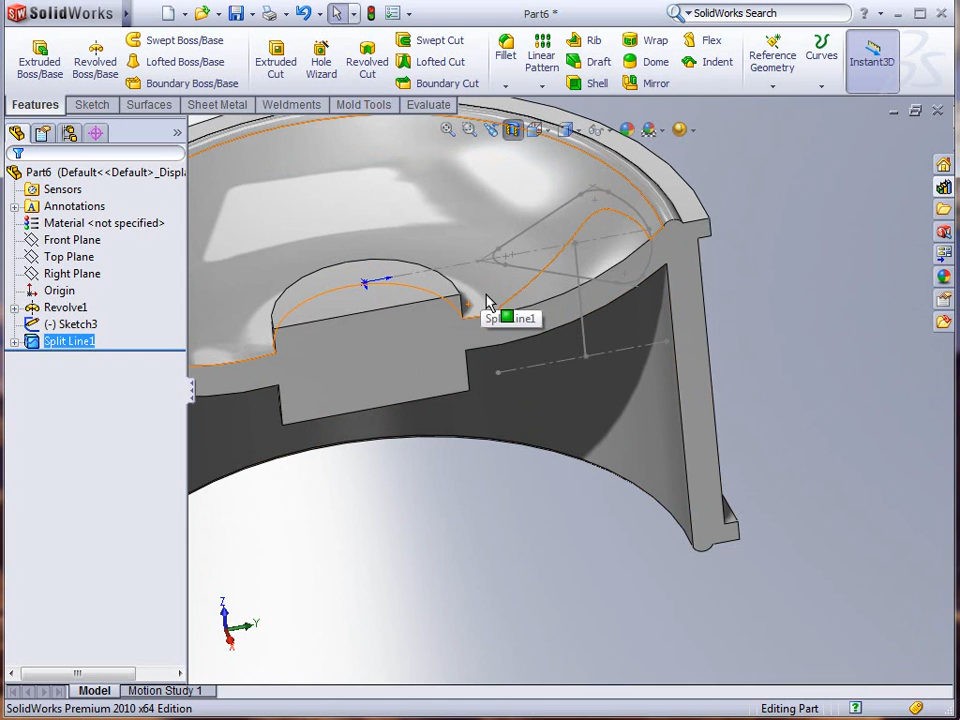 SolidWorks
Part6 *
SolidWorks Search
Extruded Boss/Base
Revolved Boss/Base
Swept Boss/Base
Lofted Boss/Base
Boundary Boss/Base
Extruded Cut
Hole Wizard
Revolved Cut
Swept Cut
Lofted Cut
Boundary Cut
Fillet
Linear Pattern
Rib
Draft
Shell
Wrap
Dome
Mirror
Flex
Indent
Reference Geometry
Curves
Instant3D
Features
Sketch
Surfaces
Sheet Metal
Weldments
Mold Tools
Evaluate
Part6 (Default<<Default>_Displa
Sensors
Annotations
Material <not specified>
Front Plane
Top Plane
Right Plane
Origin
Revolve1
(-) Sketch3
Split Line1
Z
Y
X
Model
Motion Study 1
SolidWorks Premium 2010 x64 Edition
Editing Part